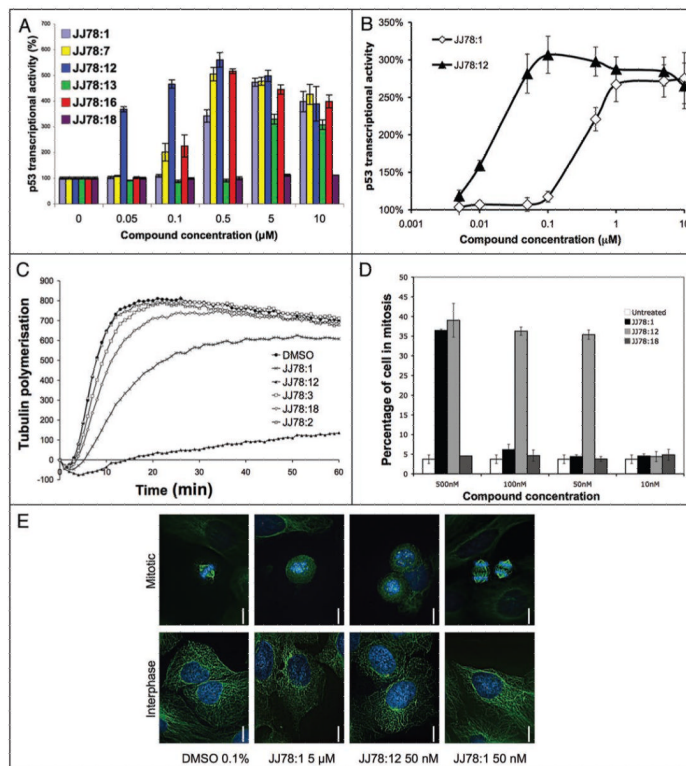 A
p53 transcriptional activity (%)
600
500
400
300
200
100
0
JJ78:1
JJ78:7
JJ78:12
JJ78:13
JJ78:16
JJ78:18
0 0.05 0.1 0.5 5 10
Compound concentration (µM)
B
p53 transcriptional activity
350%
300%
250%
200%
150%
100%
JJ78:1
JJ78:12
0.001 0.01 0.1 1 10
Compound concentration (µM)
C
Tubulin polymerisation
900
800
700
600
500
400
300
200
100
0
-100
DMSO
JJ78:1
JJ78:12
JJ78:3
JJ78:18
JJ78:2
0 10 20 30 40 50 60
Time (min)
D
Percentage of cell in mitosis
50
45
40
35
30
25
20
15
10
5
0
Untreated
JJ78:1
JJ78:12
JJ78:18
500nM 100nM 50nM 10nM
Compound concentration
E
Mitotic
Interphase
DMSO 0.1% JJ78:1 5 µM JJ78:12 50 nM JJ78:1 50 nM